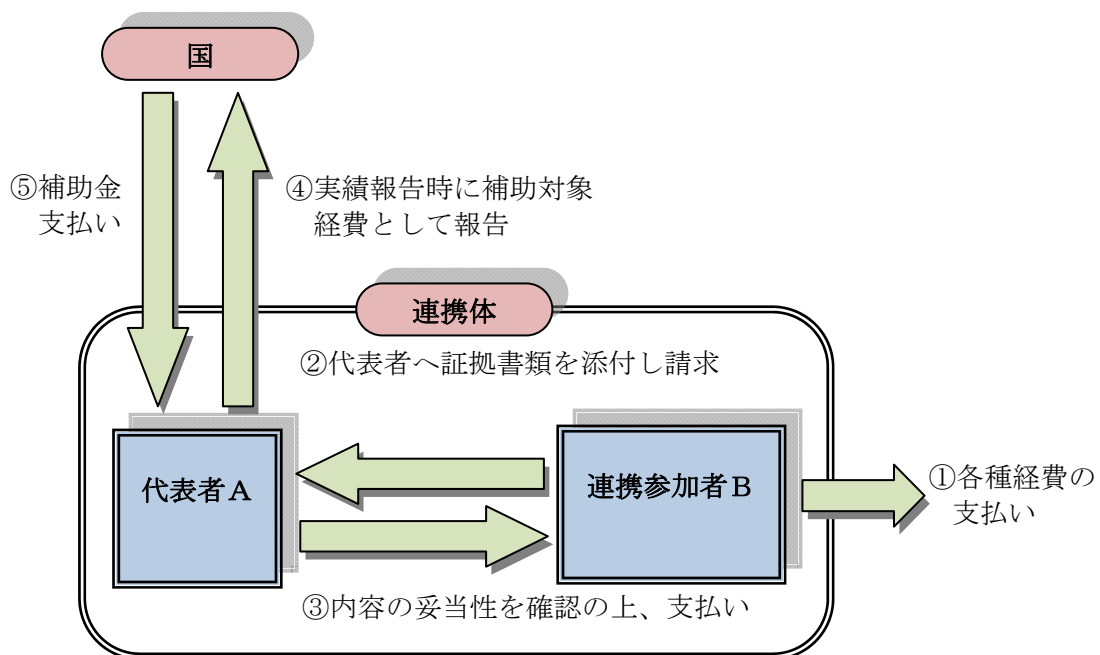 国
⑤補助金
支払い
④実績報告時に補助対象
経費として報告
連携体
②代表者へ証拠書類を添付し請求
代表者A
連携参加者B
①各種経費の
支払い
③内容の妥当性を確認の上、支払い